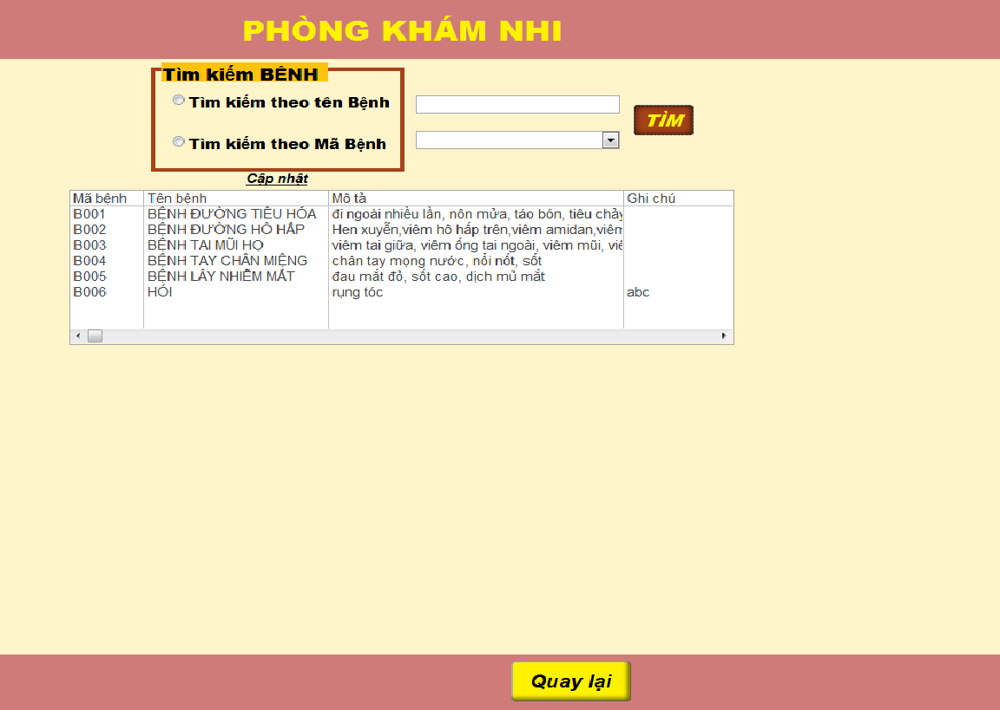 PHÒNG KHÁM NHI
Tìm kiếm BÊNH
Tìm kiếm theo tên Bệnh
Tìm kiếm theo Mã Bệnh
TÌM
Cập nhật
Mã bệnh Tên bệnh Mô tả Ghi chú
B001 BỆNH ĐƯỜNG TIÊU HÓA đi ngoài nhiều lần, nôn mửa, táo bón, tiêu chảy
B002 BỆNH ĐƯỜNG HÔ HẤP Hen xuyễn,viêm hô hấp trên,viêm amidan,viêm
B003 BỆNH TAI MŨI HỌ viêm tai giữa, viêm ống tai ngoài, viêm mũi, viê
B004 BỆNH TAY CHÂN MIỆNG chân tay mọng nước, nổi nốt, sốt
B005 BỆNH LÂY NHIỄM MẮT đau mắt đỏ, sốt cao, dịch mủ mắt
B006 HÓI rụng tóc abc
Quay lại